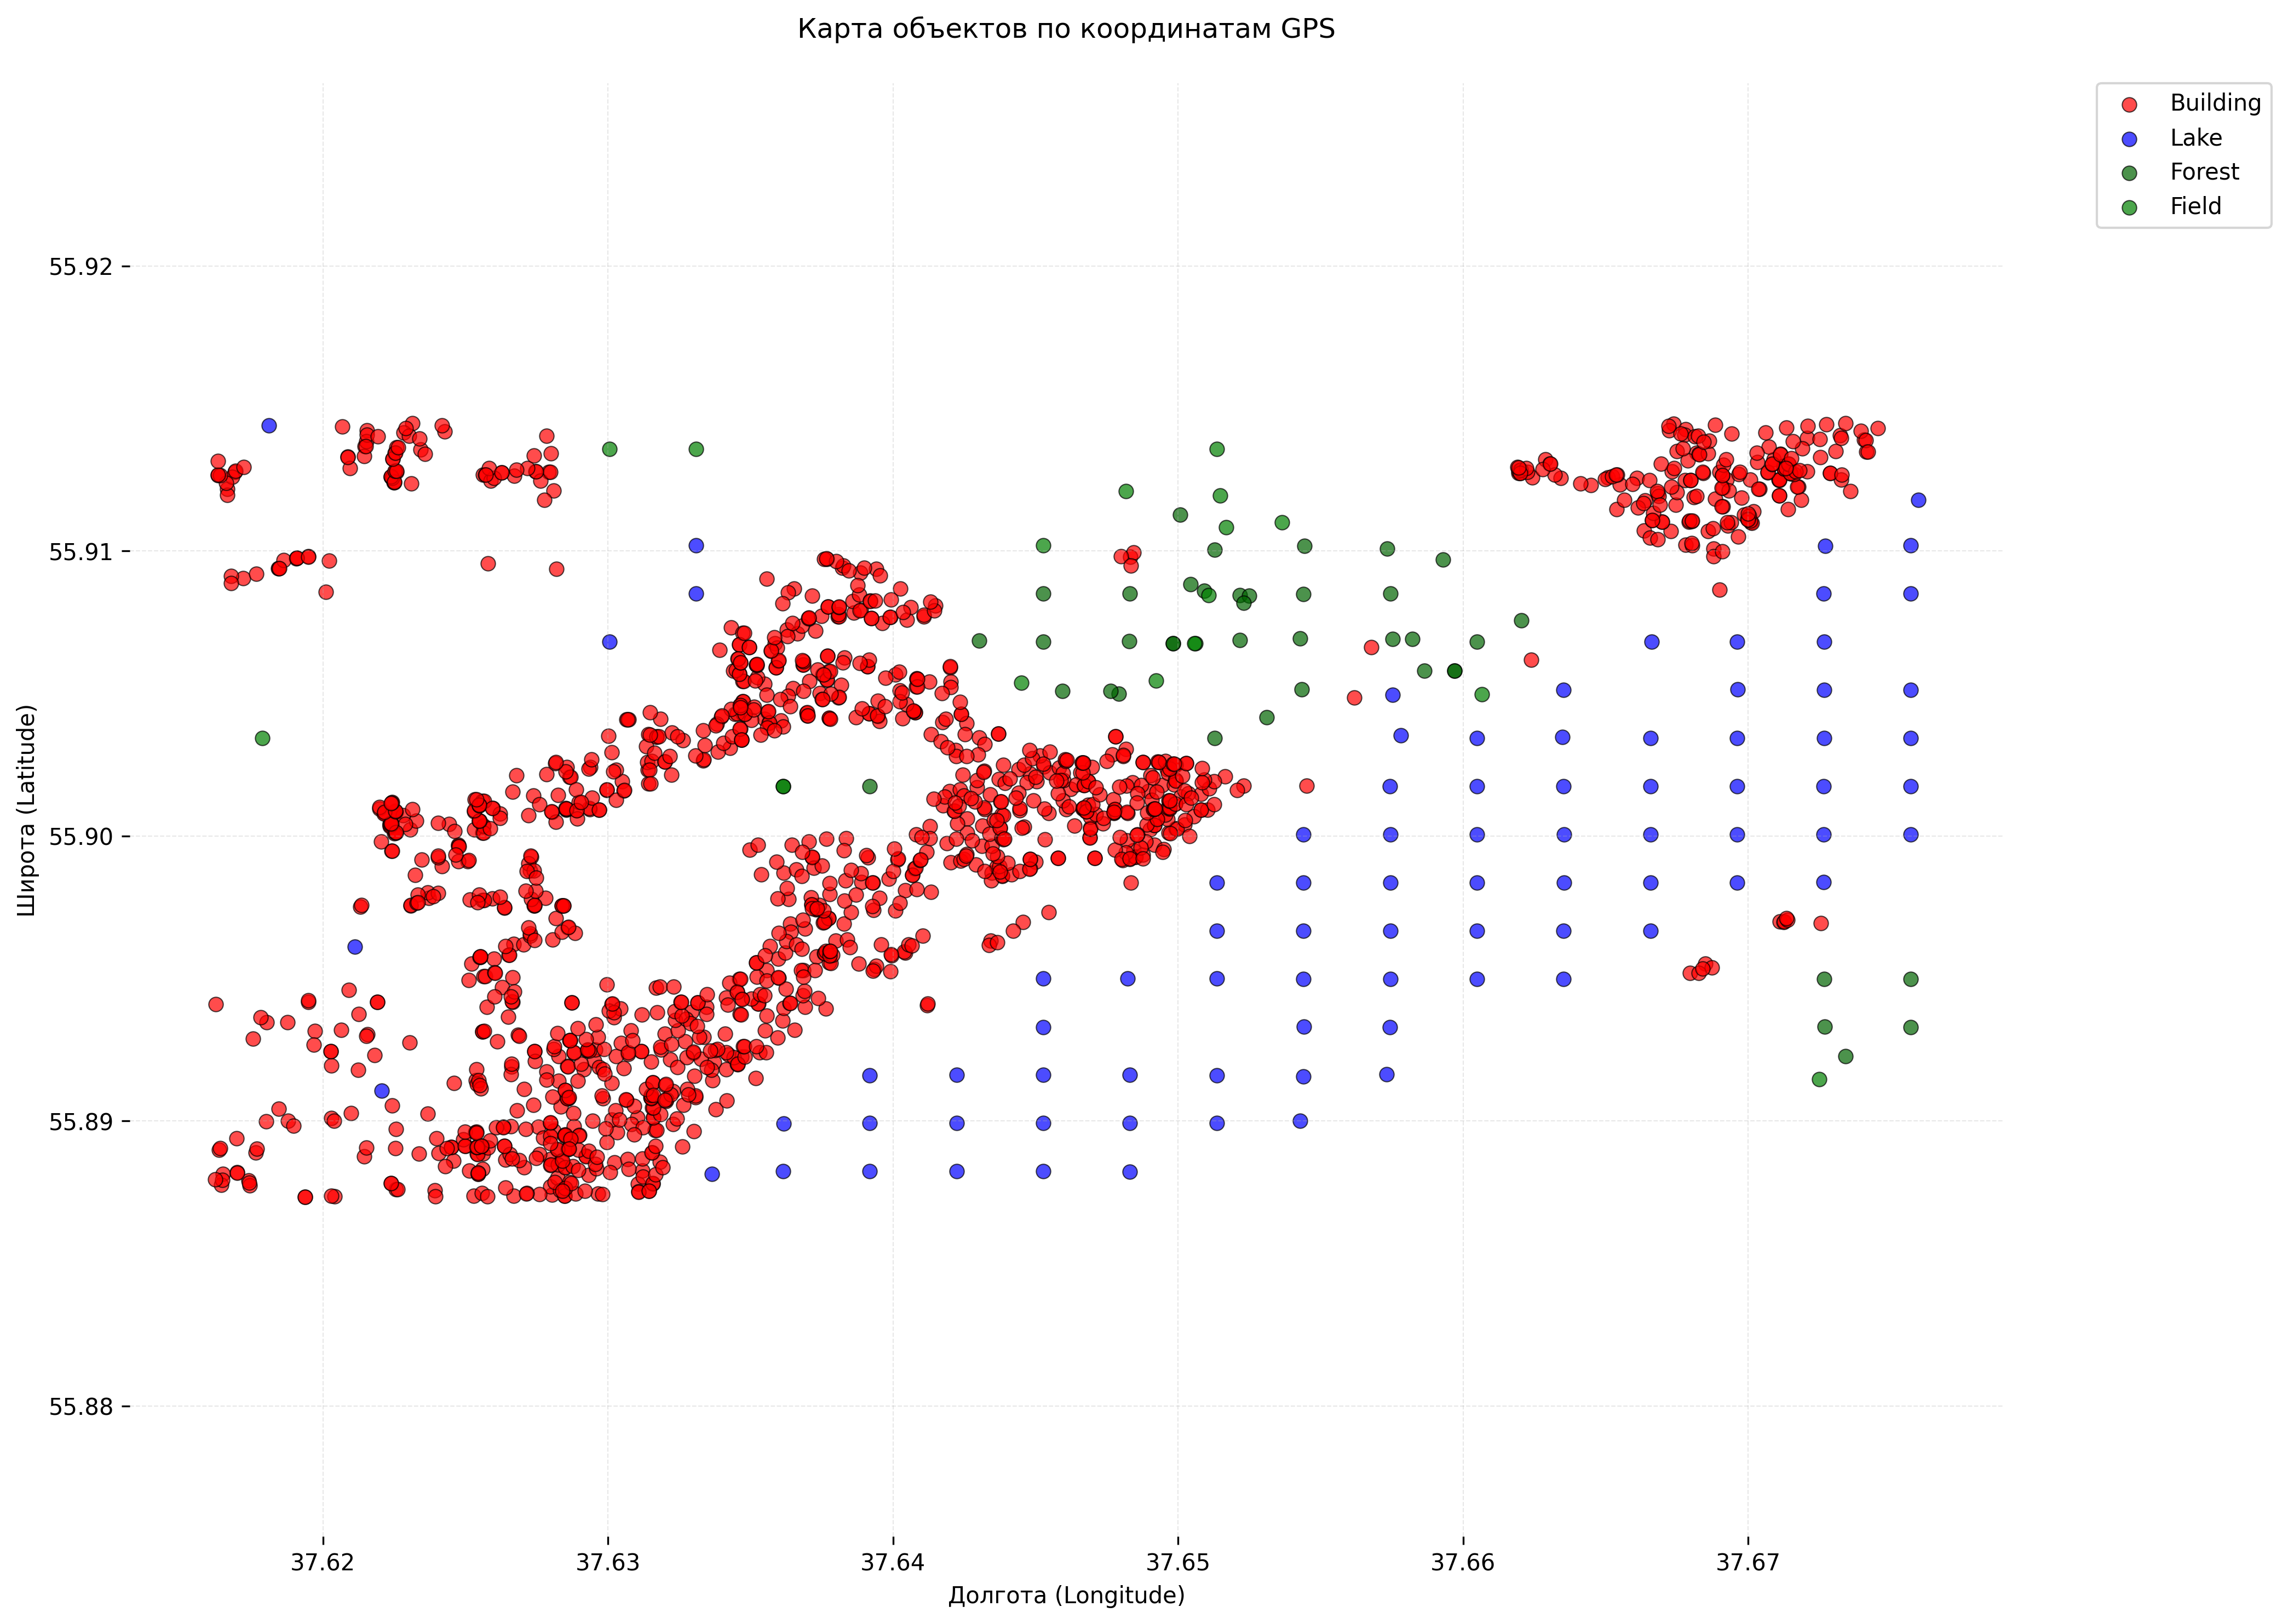 Карта объектов по координатам GPS
Building
Lake
Forest
Field
55.92
55.91
55.90
55.89
55.88
Широта (Latitude)
37.62
37.63
37.64
37.65
37.66
37.67
Долгота (Longitude)